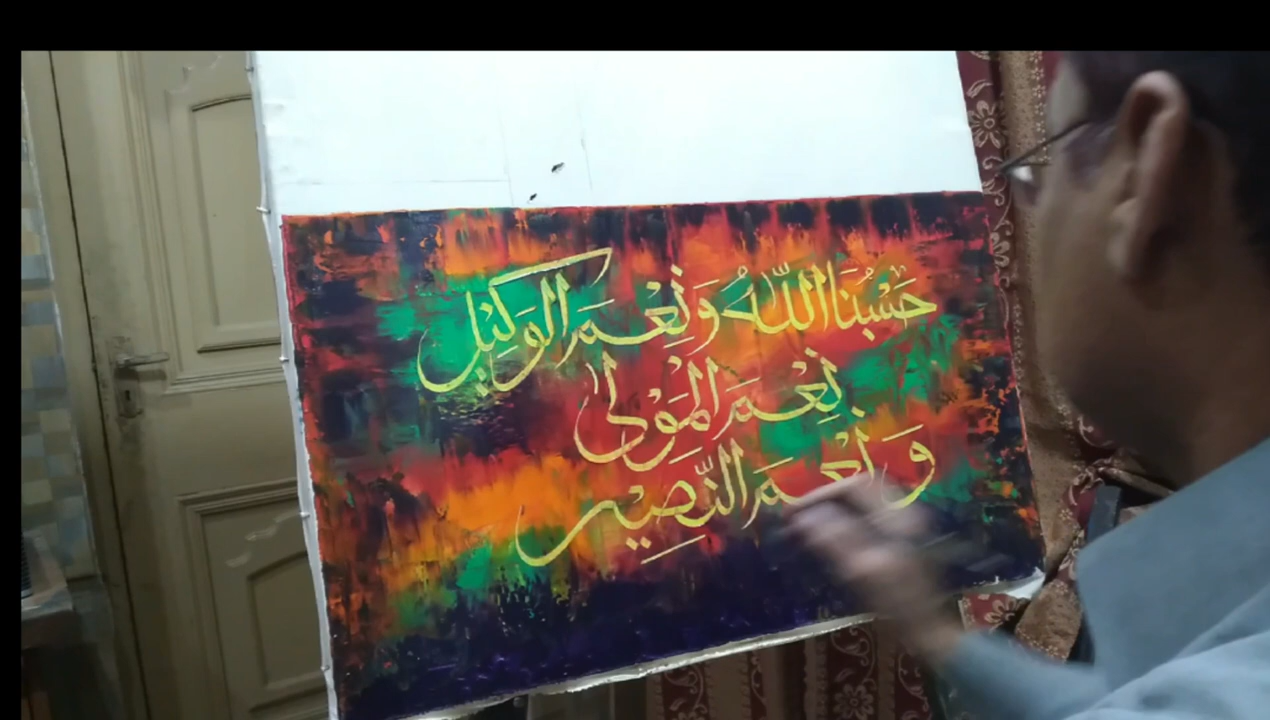 حَسْبُنَا اللّٰهُ وَنِعْمَ الْوَكِيْل
نِعْمَ الْمَوْلٰى
وَنِعْمَ النَّصِيْر